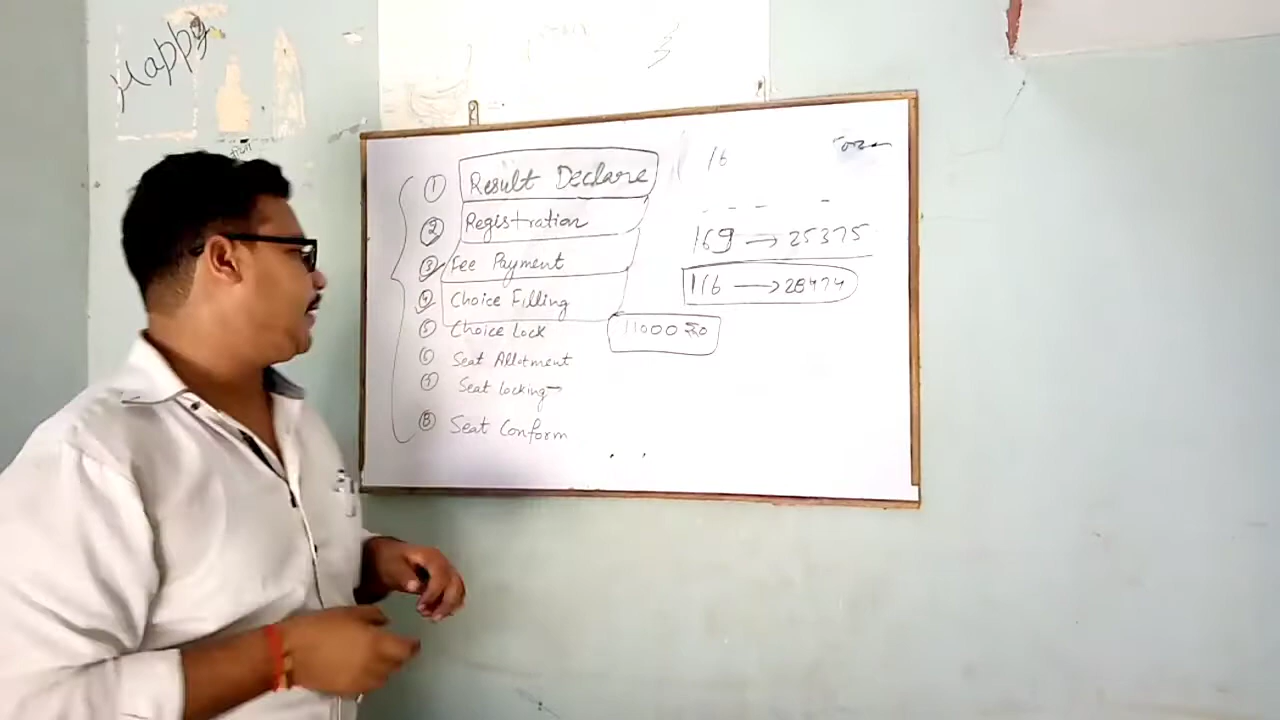 Happy
① Result Declare
② Registration
③ Fee Payment
④ Choice Filling
⑤ Choice Lock
⑥ Seat Allotment
⑦ Seat locking→
⑧ Seat Conform
16
169 → 25375
116 → 28474
11000